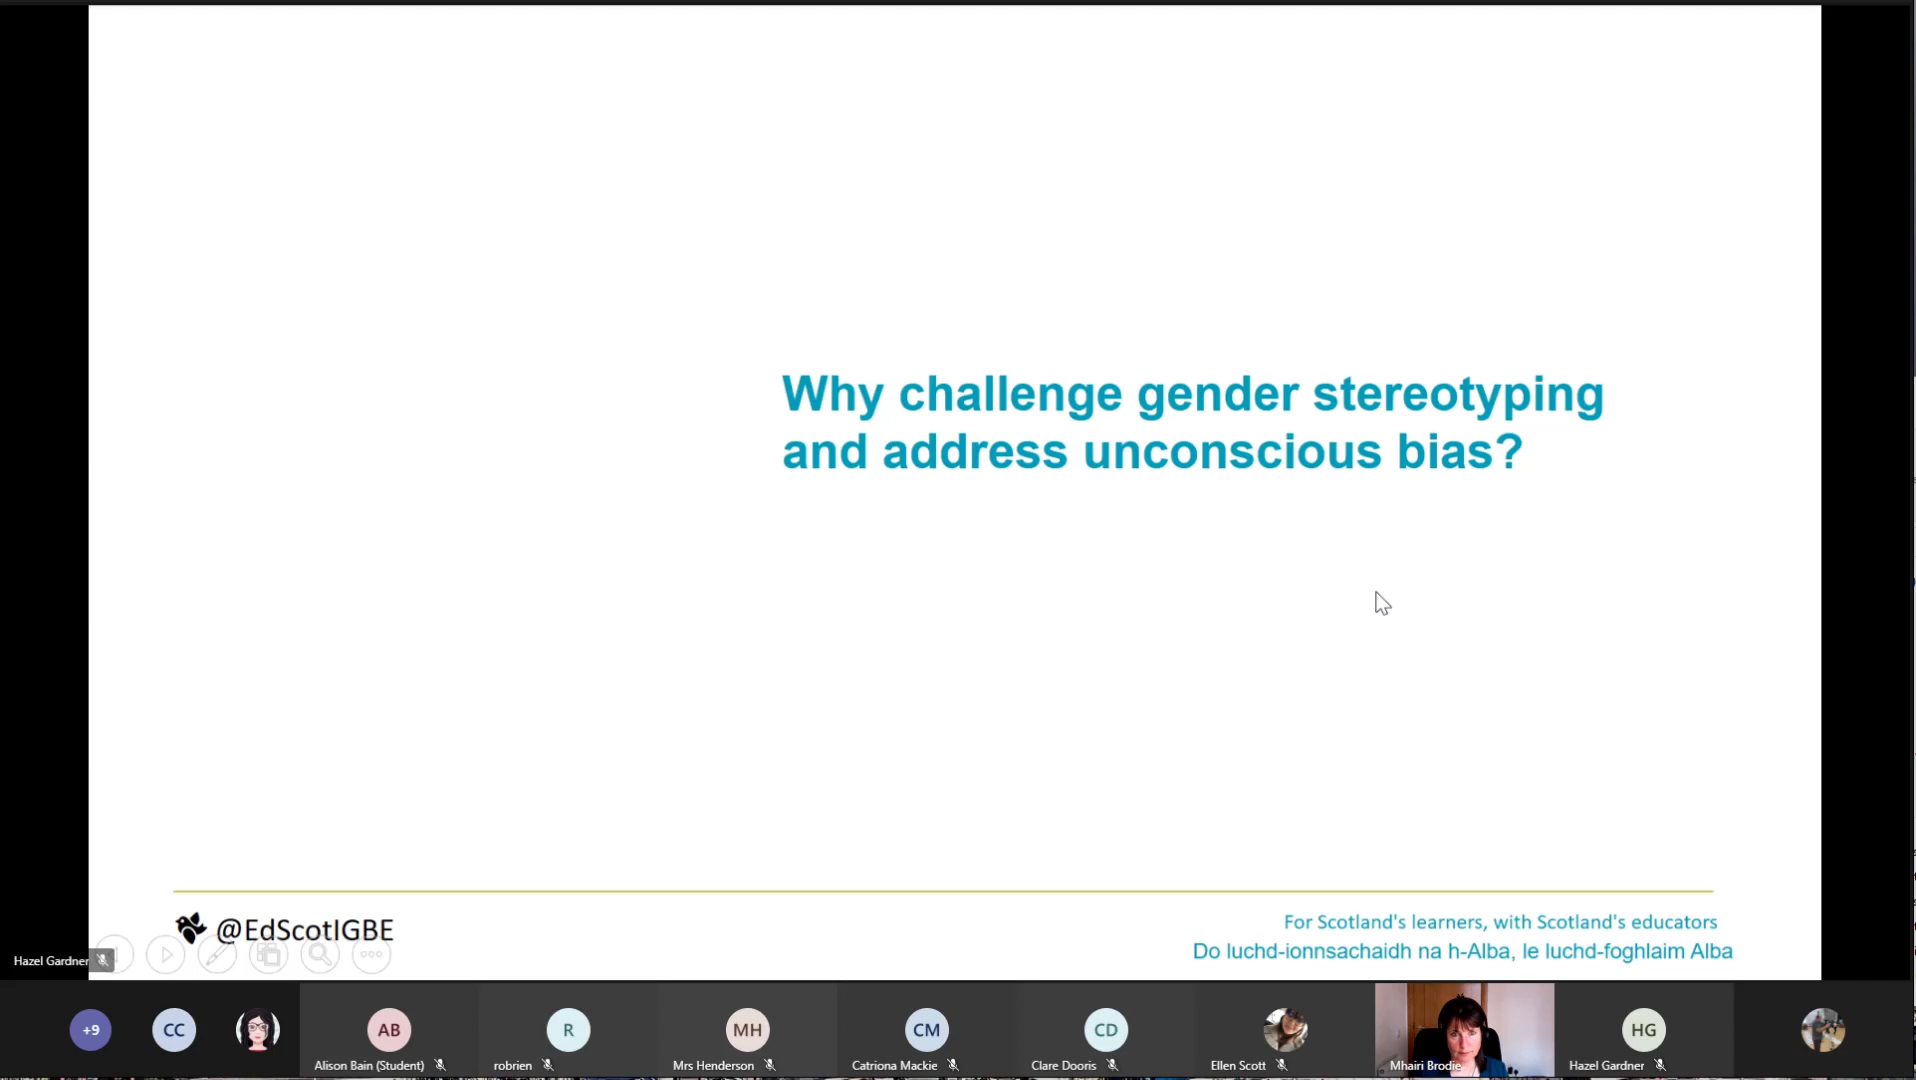 Why challenge gender stereotyping
and address unconscious bias?
@EdScotIGBE
For Scotland's learners, with Scotland's educators
Do luchd-ionnsachaidh na h-Alba, le luchd-foghlaim Alba
Hazel Gardner
+9
CC
AB
R
MH
CM
CD
HG
Alison Bain (Student)
robrien
Mrs Henderson
Catriona Mackie
Clare Dooris
Ellen Scott
Mhairi Brodie
Hazel Gardner